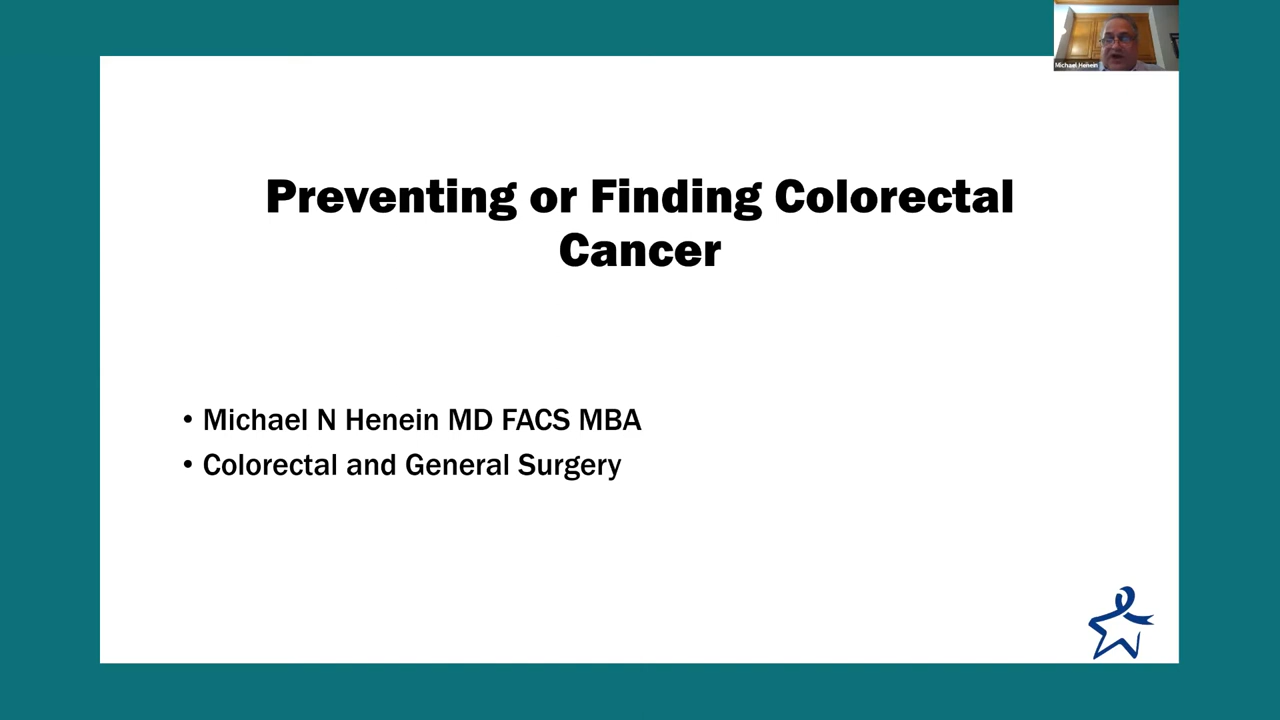 Michael Henein
Preventing or Finding Colorectal
Cancer
• Michael N Henein MD FACS MBA
• Colorectal and General Surgery